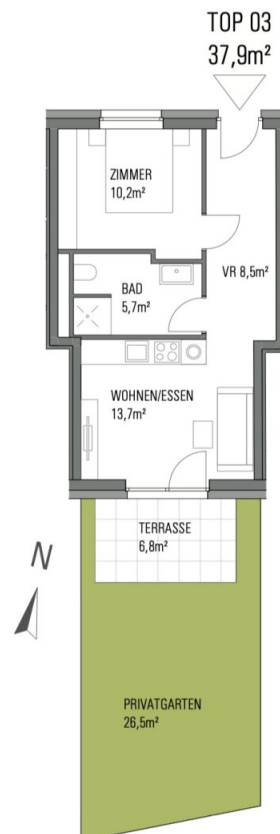 TOP 03
37,9m²
ZIMMER
10,2m²
VR 8,5m²
BAD
5,7m²
WOHNEN/ESSEN
13,7m²
TERRASSE
6,8m²
N
PRIVATGARTEN
26,5m²